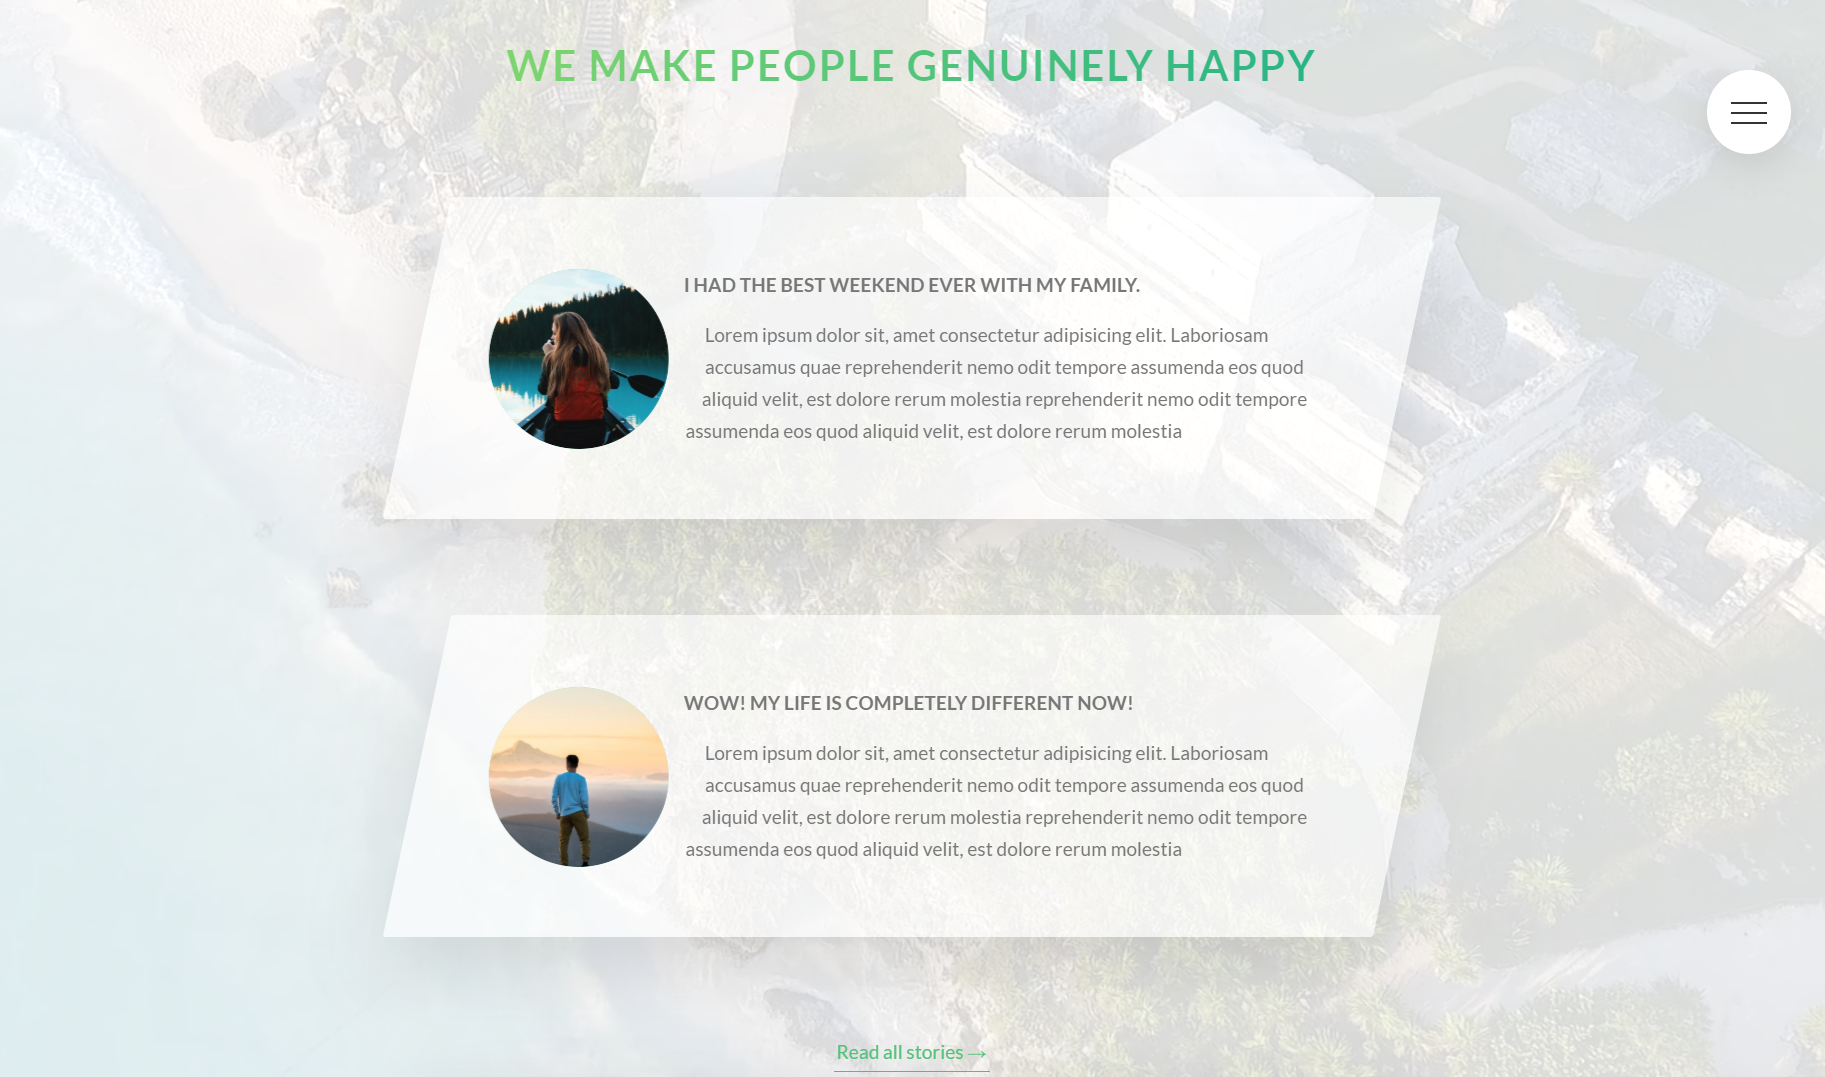 WE MAKE PEOPLE GENUINELY HAPPY
I HAD THE BEST WEEKEND EVER WITH MY FAMILY.
Lorem ipsum dolor sit, amet consectetur adipisicing elit. Laboriosam
accusamus quae reprehenderit nemo odit tempore assumenda eos quod
aliquid velit, est dolore rerum molestia reprehenderit nemo odit tempore
assumenda eos quod aliquid velit, est dolore rerum molestia
WOW! MY LIFE IS COMPLETELY DIFFERENT NOW!
Lorem ipsum dolor sit, amet consectetur adipisicing elit. Laboriosam
accusamus quae reprehenderit nemo odit tempore assumenda eos quod
aliquid velit, est dolore rerum molestia reprehenderit nemo odit tempore
assumenda eos quod aliquid velit, est dolore rerum molestia
Read all stories →